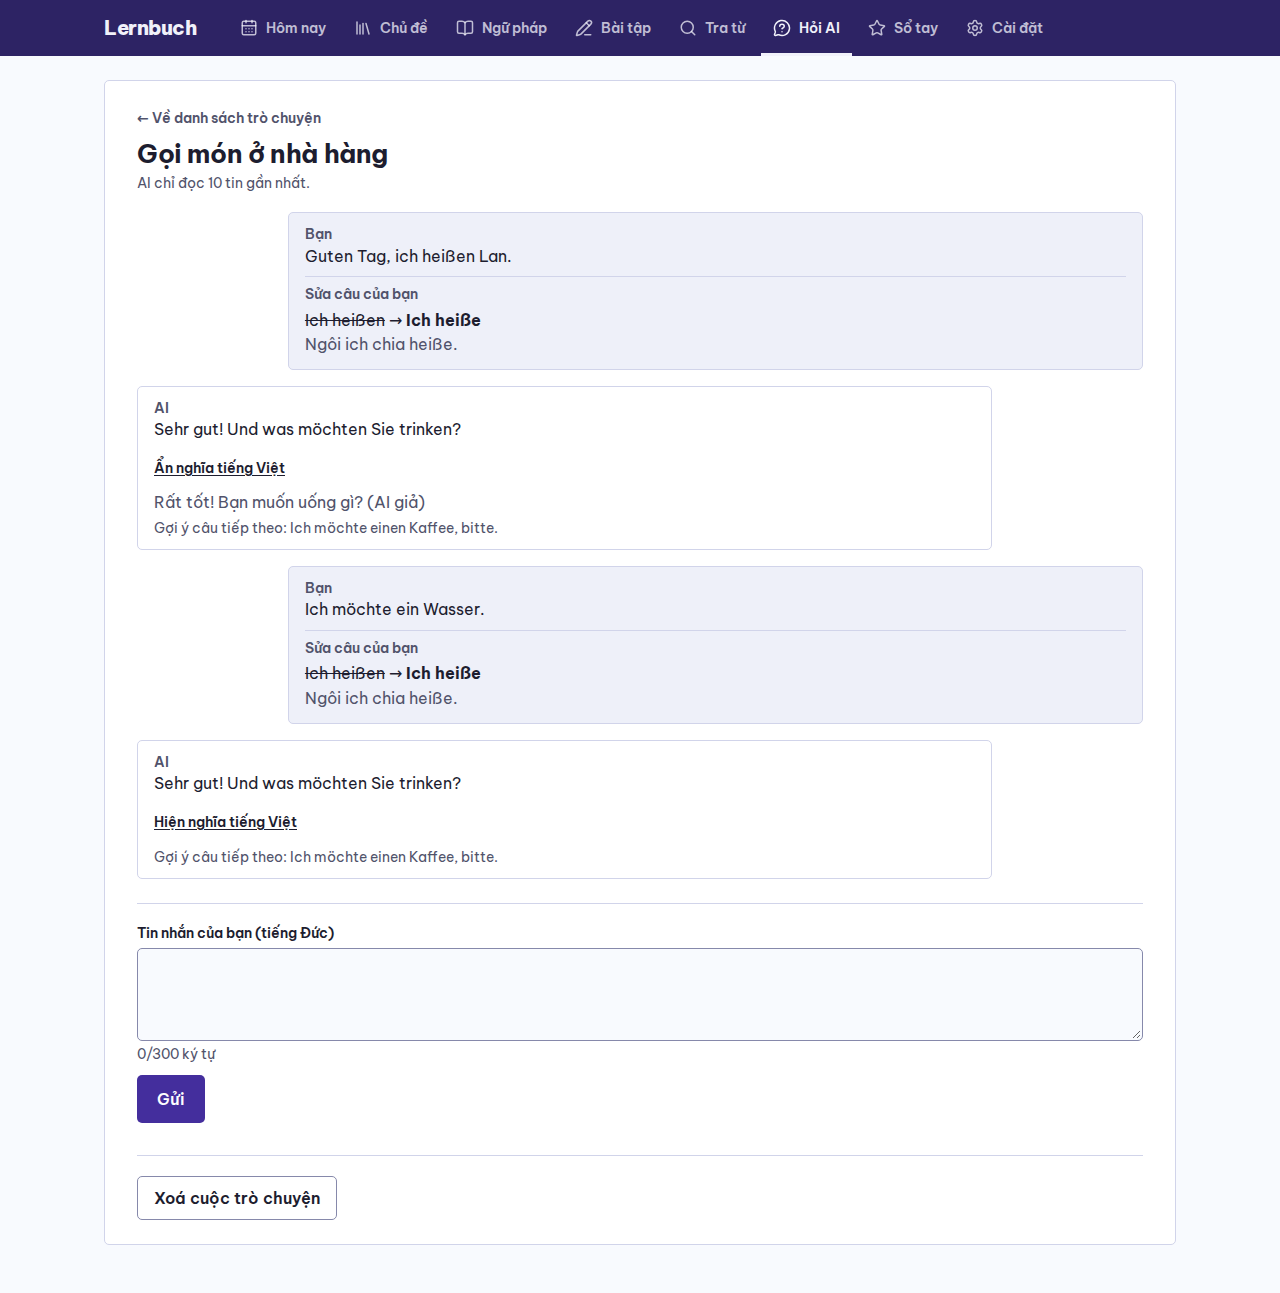 Lernbuch
Hôm nay
Chủ đề
Ngữ pháp
Bài tập
Tra từ
Hỏi AI
Sổ tay
Cài đặt
← Về danh sách trò chuyện
Gọi món ở nhà hàng
AI chỉ đọc 10 tin gần nhất.
Bạn
Guten Tag, ich heißen Lan.
Sửa câu của bạn
Ich heißen → Ich heiße
Ngôi ich chia heiße.
AI
Sehr gut! Und was möchten Sie trinken?
Ẩn nghĩa tiếng Việt
Rất tốt! Bạn muốn uống gì? (AI giả)
Gợi ý câu tiếp theo: Ich möchte einen Kaffee, bitte.
Bạn
Ich möchte ein Wasser.
Sửa câu của bạn
Ich heißen → Ich heiße
Ngôi ich chia heiße.
AI
Sehr gut! Und was möchten Sie trinken?
Hiện nghĩa tiếng Việt
Gợi ý câu tiếp theo: Ich möchte einen Kaffee, bitte.
Tin nhắn của bạn (tiếng Đức)
0/300 ký tự
Gửi
Xoá cuộc trò chuyện